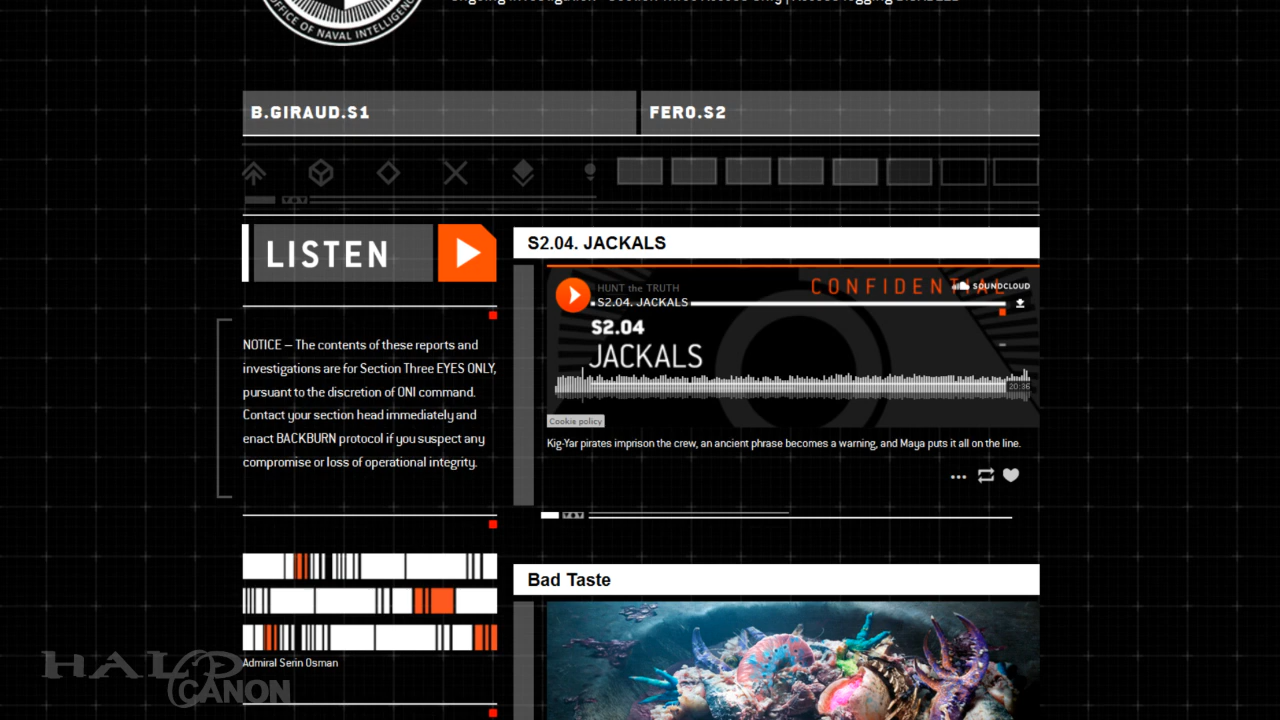 OFFICE OF NAVAL INTELLIGENCE
B.GIRAUD.S1
FERO.S2
LISTEN
S2.04. JACKALS
CONFIDENTIAL
SOUNDCLOUD
HUNT the TRUTH
S2.04. JACKALS
S2.04
JACKALS
20:36
Cookie policy
Kig-Yar pirates imprison the crew, an ancient phrase becomes a warning, and Maya puts it all on the line.
NOTICE – The contents of these reports and
investigations are for Section Three EYES ONLY,
pursuant to the discretion of ONI command.
Contact your section head immediately and
enact BACKBURN protocol if you suspect any
compromise or loss of operational integrity.
Bad Taste
Admiral Serin Osman
HALO
CANON